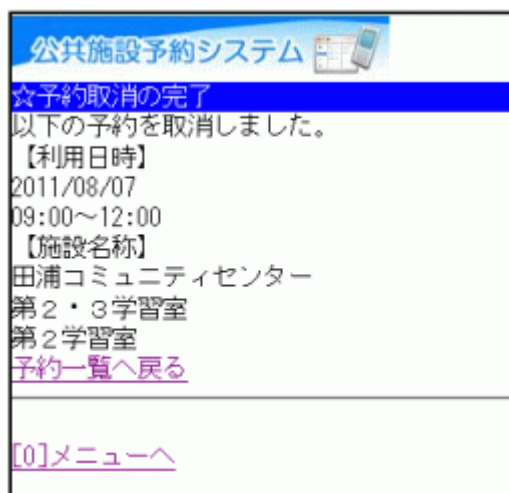 公共施設予約システム
☆予約取消の完了
以下の予約を取消しました。
【利用日時】
2011/08/07
09:00～12:00
【施設名称】
田浦コミュニティセンター
第２・３学習室
第２学習室
予約一覧へ戻る
[0]メニューへ